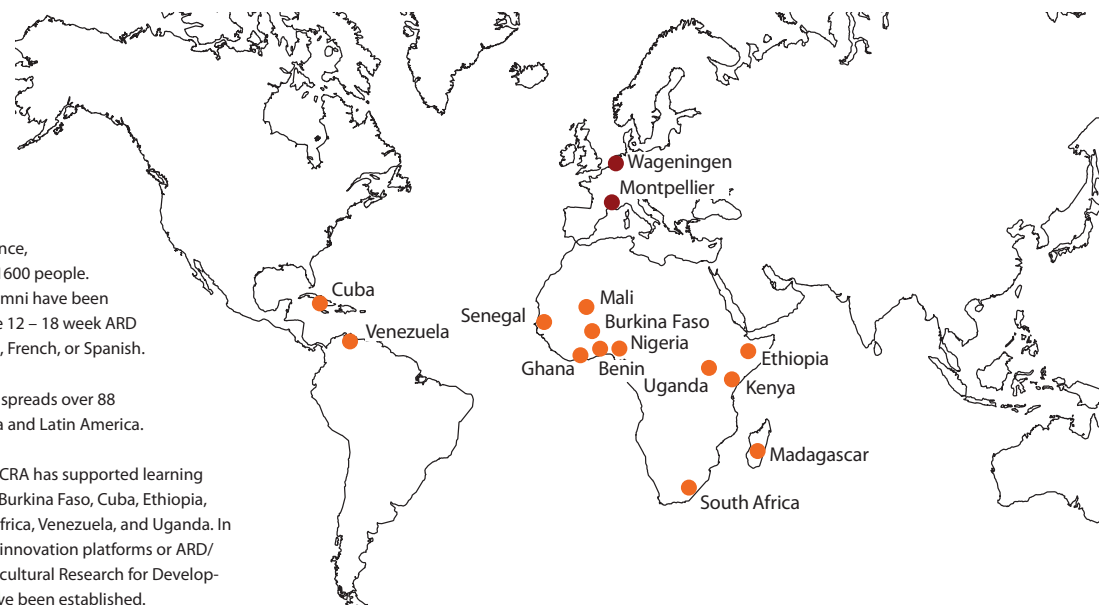 nce,
1600 people.
mni have been
e 12 – 18 week ARD
, French, or Spanish.
spreads over 88
a and Latin America.
CRA has supported learning
Burkina Faso, Cuba, Ethiopia,
frica, Venezuela, and Uganda. In
innovation platforms or ARD/
cultural Research for Develop-
ve been established.
Wageningen
Montpellier
Cuba
Venezuela
Senegal
Mali
Burkina Faso
Nigeria
Ghana
Benin
Ethiopia
Uganda
Kenya
Madagascar
South Africa